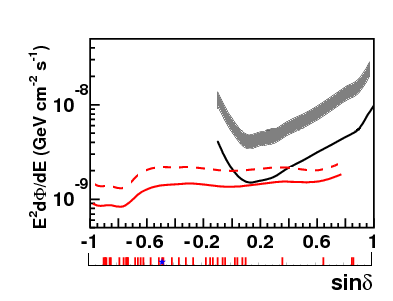 E²dΦ/dE (GeV cm⁻² s⁻¹)
10⁻⁸
10⁻⁹
-1 -0.6 -0.2 0.2 0.6 1
sinδ